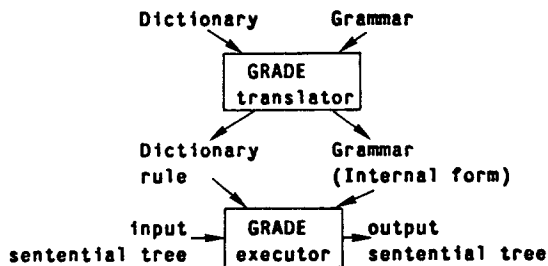 Dictionary Grammar
GRADE
translator
Dictionary Grammar
rule (Internal form)
input GRADE output
sentential tree executor sentential tree